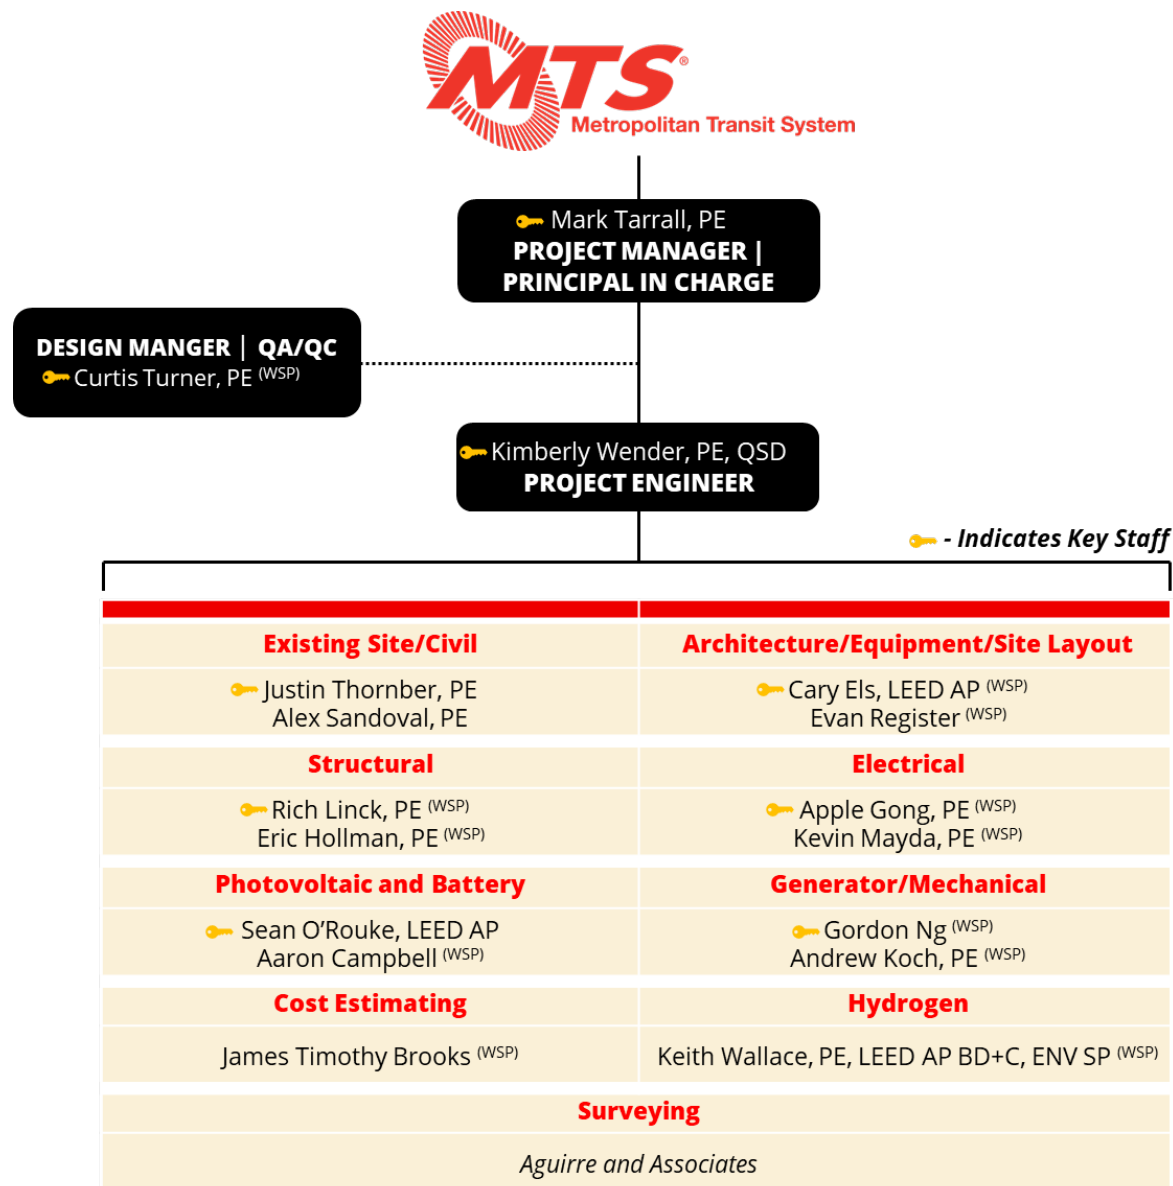 MTS®
Metropolitan Transit System
Mark Tarrall, PE
PROJECT MANAGER |
PRINCIPAL IN CHARGE
DESIGN MANGER | QA/QC
Curtis Turner, PE (WSP)
Kimberly Wender, PE, QSD
PROJECT ENGINEER
- Indicates Key Staff
Existing Site/Civil
Justin Thornber, PE
Alex Sandoval, PE
Architecture/Equipment/Site Layout
Cary Els, LEED AP (WSP)
Evan Register (WSP)
Structural
Rich Linck, PE (WSP)
Eric Hollman, PE (WSP)
Electrical
Apple Gong, PE (WSP)
Kevin Mayda, PE (WSP)
Photovoltaic and Battery
Sean O’Rouke, LEED AP
Aaron Campbell (WSP)
Generator/Mechanical
Gordon Ng (WSP)
Andrew Koch, PE (WSP)
Cost Estimating
James Timothy Brooks (WSP)
Hydrogen
Keith Wallace, PE, LEED AP BD+C, ENV SP (WSP)
Surveying
Aguirre and Associates